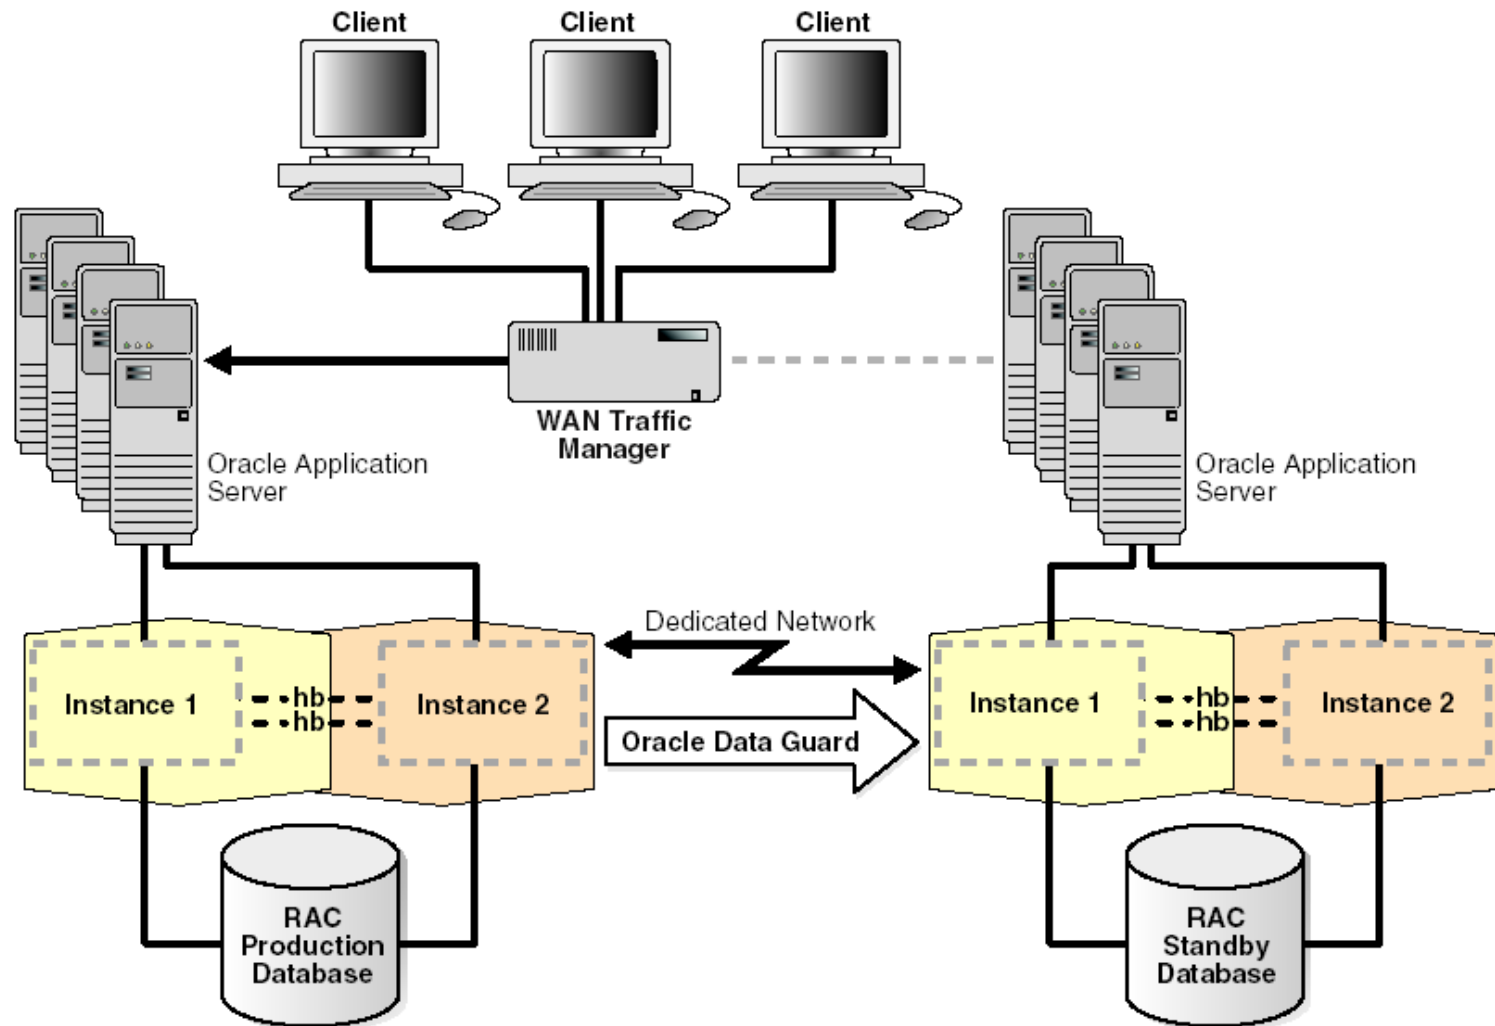 Client
Client
Client
WAN Traffic
Manager
Oracle Application
Server
Oracle Application
Server
Dedicated Network
Instance 1
hb
hb
Instance 2
Oracle Data Guard
Instance 1
hb
hb
Instance 2
RAC
Production
Database
RAC
Standby
Database